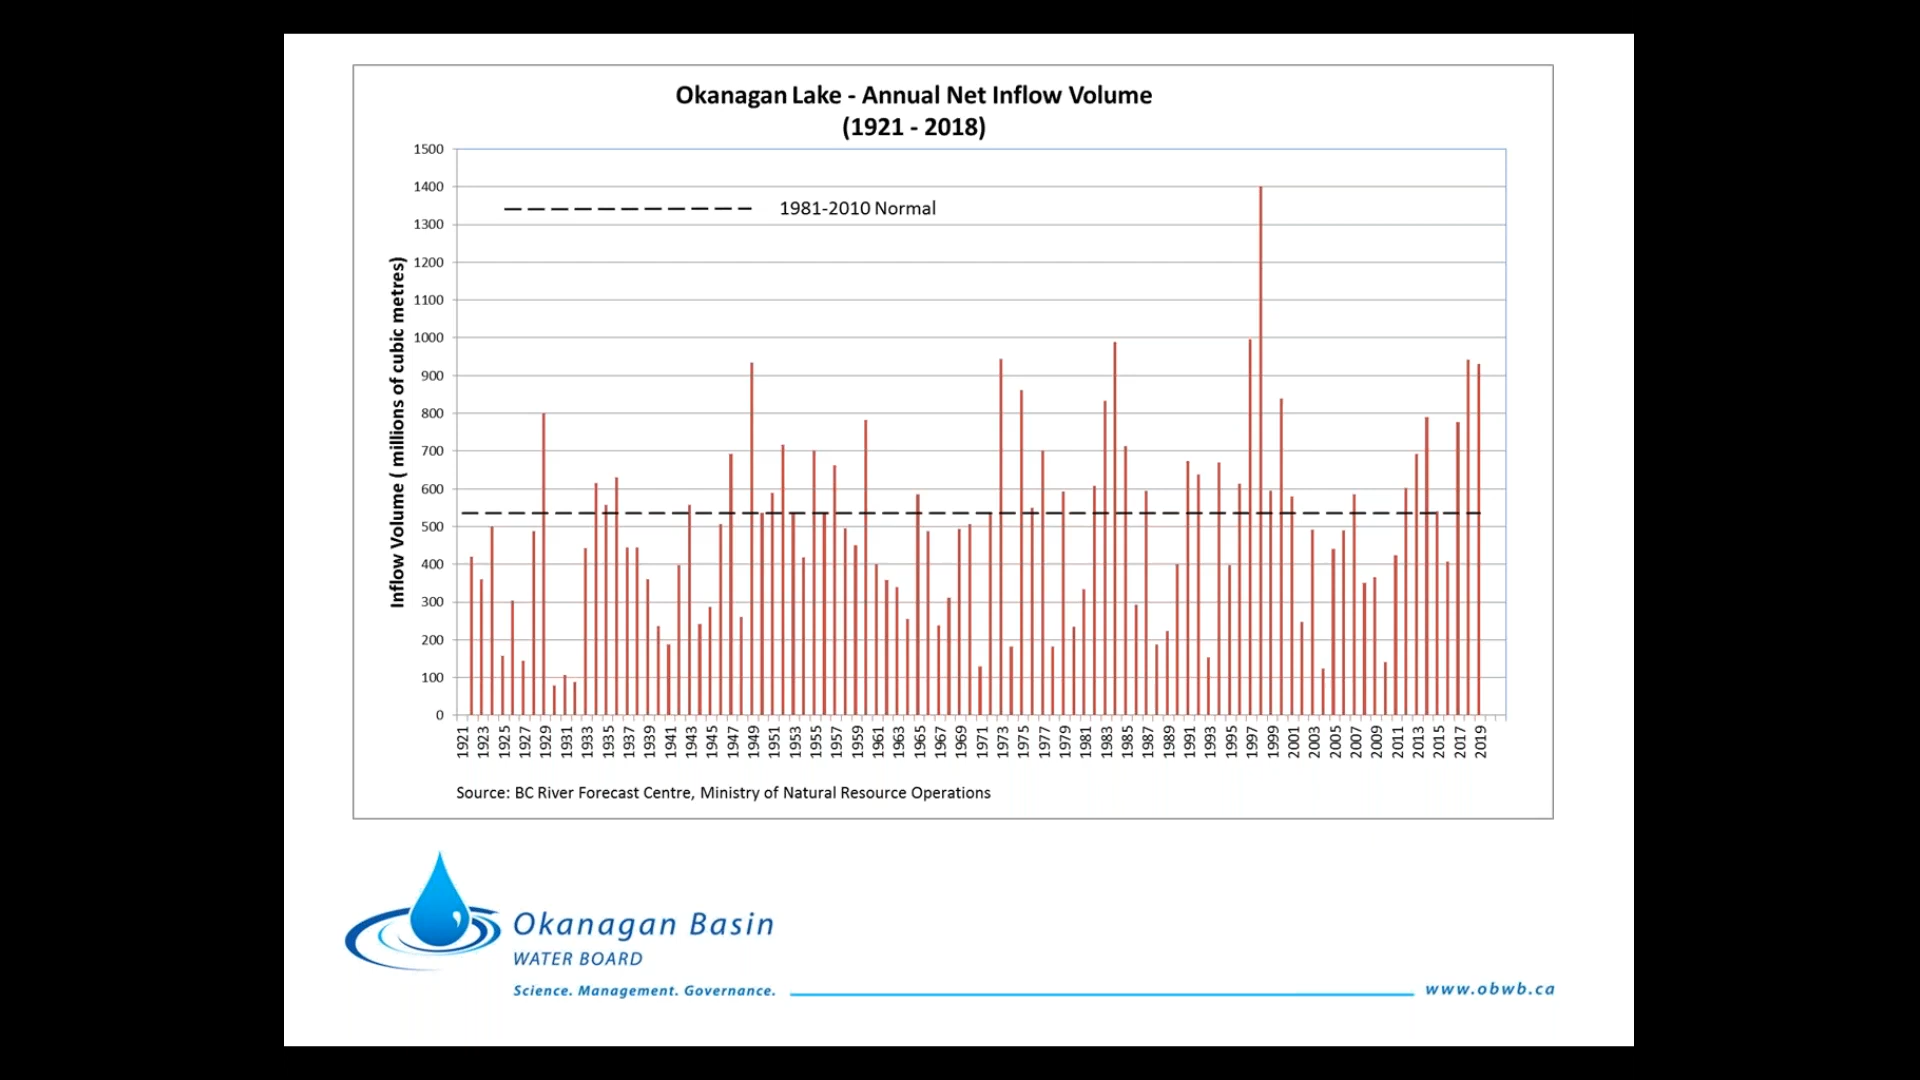 Okanagan Lake - Annual Net Inflow Volume
(1921 - 2018)
1500
1400
1300
1200
1100
1000
900
800
700
600
500
400
300
200
100
0
Inflow Volume ( millions of cubic metres)
1981-2010 Normal
1921 1923 1925 1927 1929 1931 1933 1935 1937 1939 1941 1943 1945 1947 1949 1951 1953 1955 1957 1959 1961 1963 1965 1967 1969 1971 1973 1975 1977 1979 1981 1983 1985 1987 1989 1991 1993 1995 1997 1999 2001 2003 2005 2007 2009 2011 2013 2015 2017 2019
Source: BC River Forecast Centre, Ministry of Natural Resource Operations
Okanagan Basin
WATER BOARD
Science. Management. Governance.
www.obwb.ca